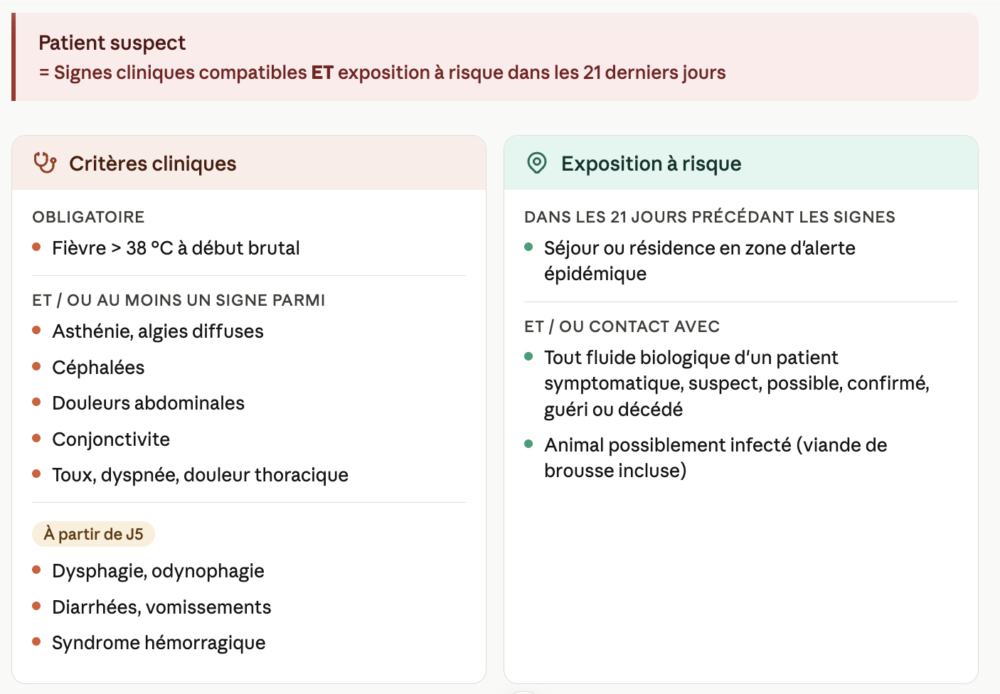 Patient suspect
= Signes cliniques compatibles ET exposition à risque dans les 21 derniers jours
Critères cliniques
OBLIGATOIRE
Fièvre > 38 °C à début brutal
ET / OU AU MOINS UN SIGNE PARMI
Asthénie, algies diffuses
Céphalées
Douleurs abdominales
Conjonctivite
Toux, dyspnée, douleur thoracique
À partir de J5
Dysphagie, odynophagie
Diarrhées, vomissements
Syndrome hémorragique
Exposition à risque
DANS LES 21 JOURS PRÉCÉDANT LES SIGNES
Séjour ou résidence en zone d'alerte
épidémique
ET / OU CONTACT AVEC
Tout fluide biologique d'un patient
symptomatique, suspect, possible, confirmé,
guéri ou décédé
Animal possiblement infecté (viande de
brousse incluse)